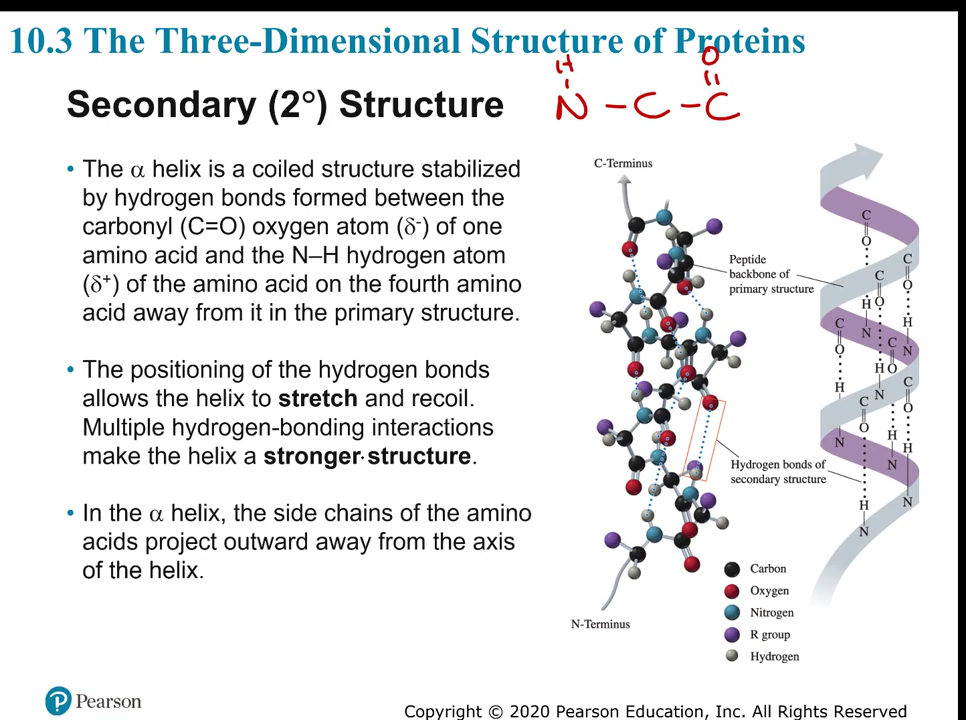 10.3 The Three-Dimensional Structure of Proteins
H
O
N – C – C
Secondary (2°) Structure
• The α helix is a coiled structure stabilized
by hydrogen bonds formed between the
carbonyl (C=O) oxygen atom (δ-) of one
amino acid and the N–H hydrogen atom
(δ+) of the amino acid on the fourth amino
acid away from it in the primary structure.
• The positioning of the hydrogen bonds
allows the helix to stretch and recoil.
Multiple hydrogen-bonding interactions
make the helix a stronger structure.
• In the α helix, the side chains of the amino
acids project outward away from the axis
of the helix.
C-Terminus
Peptide
backbone of
primary structure
Hydrogen bonds of
secondary structure
N-Terminus
Carbon
Oxygen
Nitrogen
R group
Hydrogen
C
O
C
O
H
N
C
O
H
N
C
O
H
N
C
O
H
N
C
O
H
N
C
O
H
N
P Pearson
Copyright © 2020 Pearson Education, Inc. All Rights Reserved